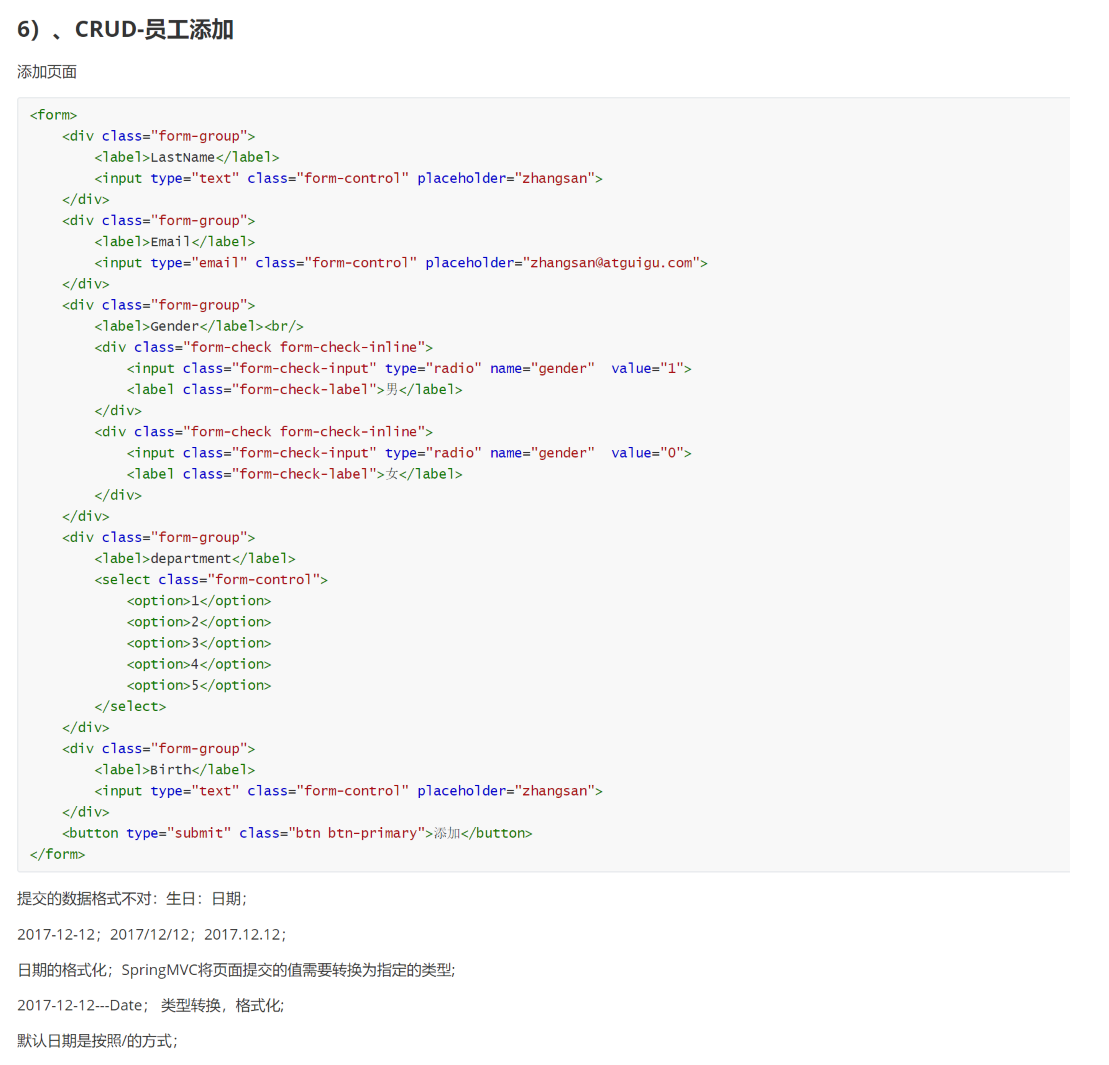 6）、CRUD-员工添加
添加页面
<form>
    <div class="form-group">
        <label>LastName</label>
        <input type="text" class="form-control" placeholder="zhangsan">
    </div>
    <div class="form-group">
        <label>Email</label>
        <input type="email" class="form-control" placeholder="zhangsan@atguigu.com">
    </div>
    <div class="form-group">
        <label>Gender</label><br/>
        <div class="form-check form-check-inline">
            <input class="form-check-input" type="radio" name="gender"  value="1">
            <label class="form-check-label">男</label>
        </div>
        <div class="form-check form-check-inline">
            <input class="form-check-input" type="radio" name="gender"  value="0">
            <label class="form-check-label">女</label>
        </div>
    </div>
    <div class="form-group">
        <label>department</label>
        <select class="form-control">
            <option>1</option>
            <option>2</option>
            <option>3</option>
            <option>4</option>
            <option>5</option>
        </select>
    </div>
    <div class="form-group">
        <label>Birth</label>
        <input type="text" class="form-control" placeholder="zhangsan">
    </div>
    <button type="submit" class="btn btn-primary">添加</button>
</form>
提交的数据格式不对：生日：日期；
2017-12-12；2017/12/12；2017.12.12；
日期的格式化；SpringMVC将页面提交的值需要转换为指定的类型;
2017-12-12---Date； 类型转换，格式化;
默认日期是按照/的方式；